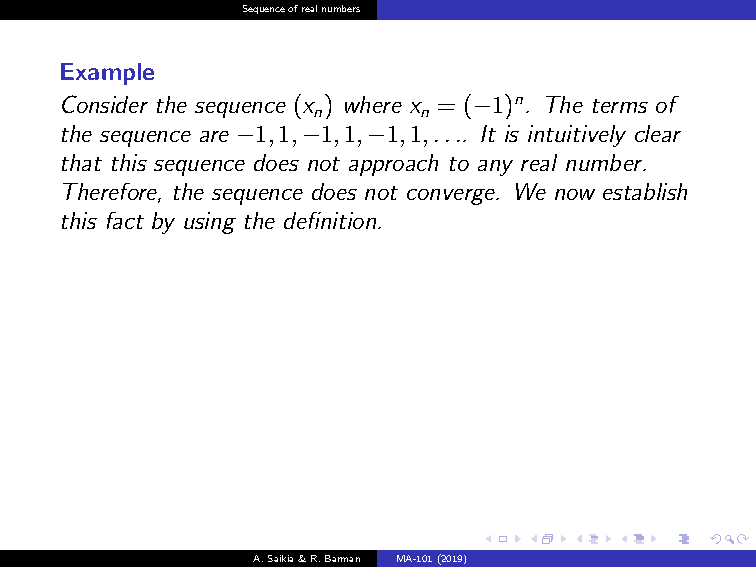 Sequence of real numbers
Example
Consider the sequence (xₙ) where xₙ = (−1)ⁿ. The terms of
the sequence are −1, 1, −1, 1, −1, 1, . . .. It is intuitively clear
that this sequence does not approach to any real number.
Therefore, the sequence does not converge. We now establish
this fact by using the definition.
A. Saikia & R. Barman MA-101 (2019)